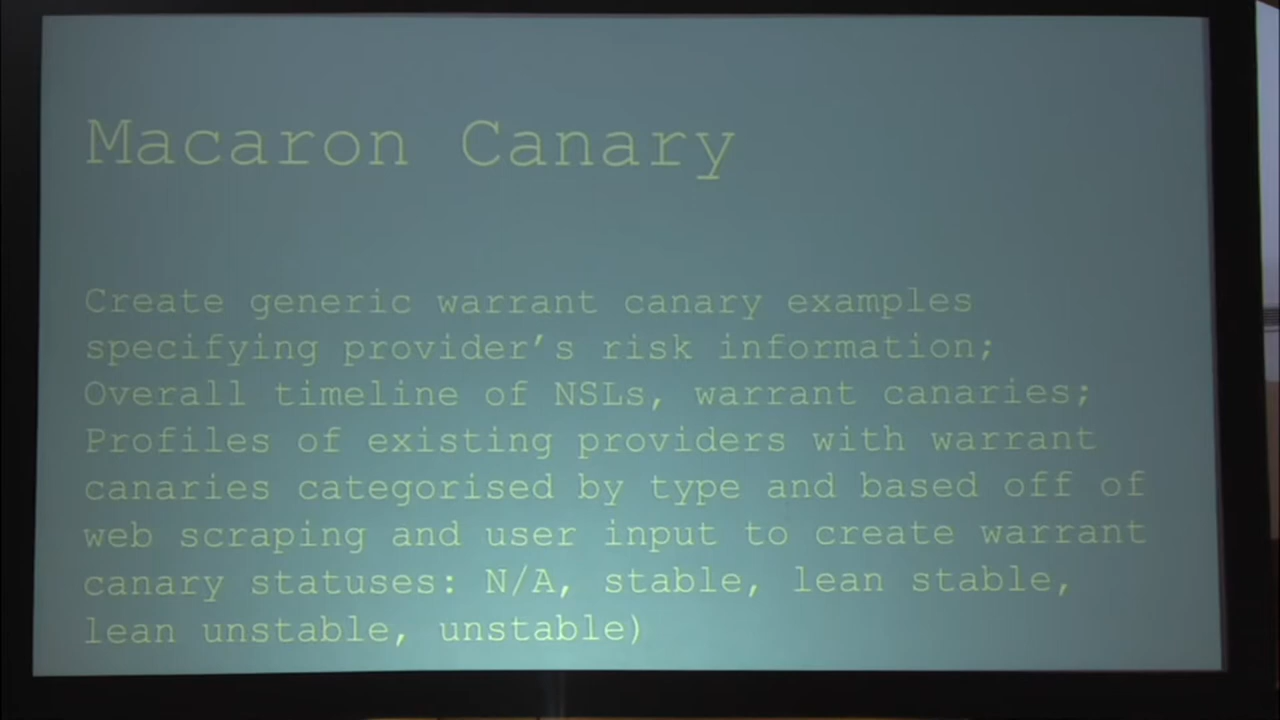 Macaron Canary
Create generic warrant canary examples
specifying provider’s risk information;
Overall timeline of NSLs, warrant canaries;
Profiles of existing providers with warrant
canaries categorised by type and based off of
web scraping and user input to create warrant
canary statuses: N/A, stable, lean stable,
lean unstable, unstable)